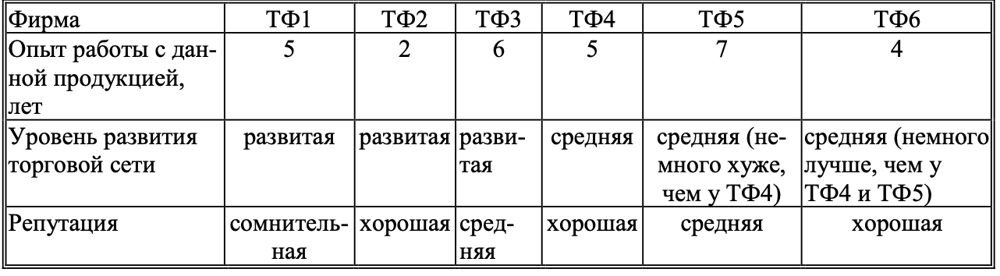 Фирма ТФ1 ТФ2 ТФ3 ТФ4 ТФ5 ТФ6
Опыт работы с дан- 5 2 6 5 7 4
ной продукцией,
лет
Уровень развития развитая развитая разви- средняя средняя (не- средняя (немного
торговой сети тая много хуже, лучше, чем у
чем у ТФ4) ТФ4 и ТФ5)
Репутация сомнитель- хорошая сред- хорошая средняя хорошая
ная няя